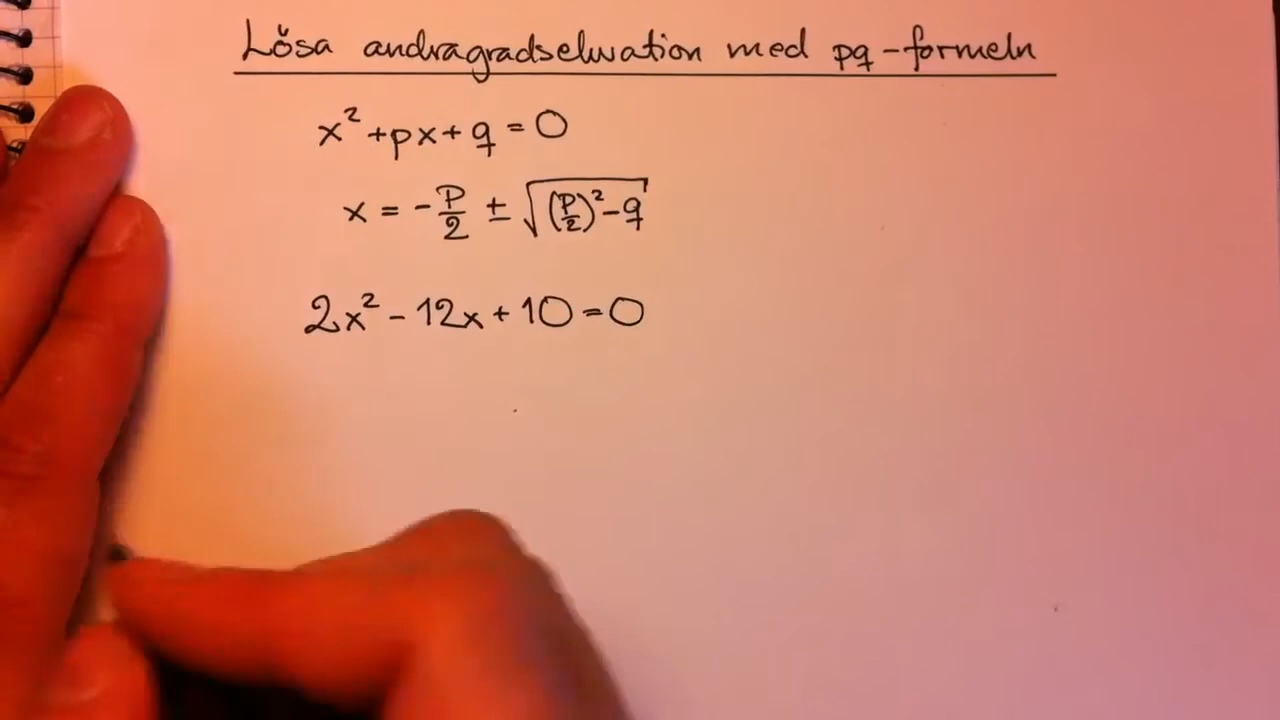 Lösa andragradsekvation med pq-formeln
x² + px + q = 0
x = -p/2 ± √((p/2)² - q)
2x² - 12x + 10 = 0